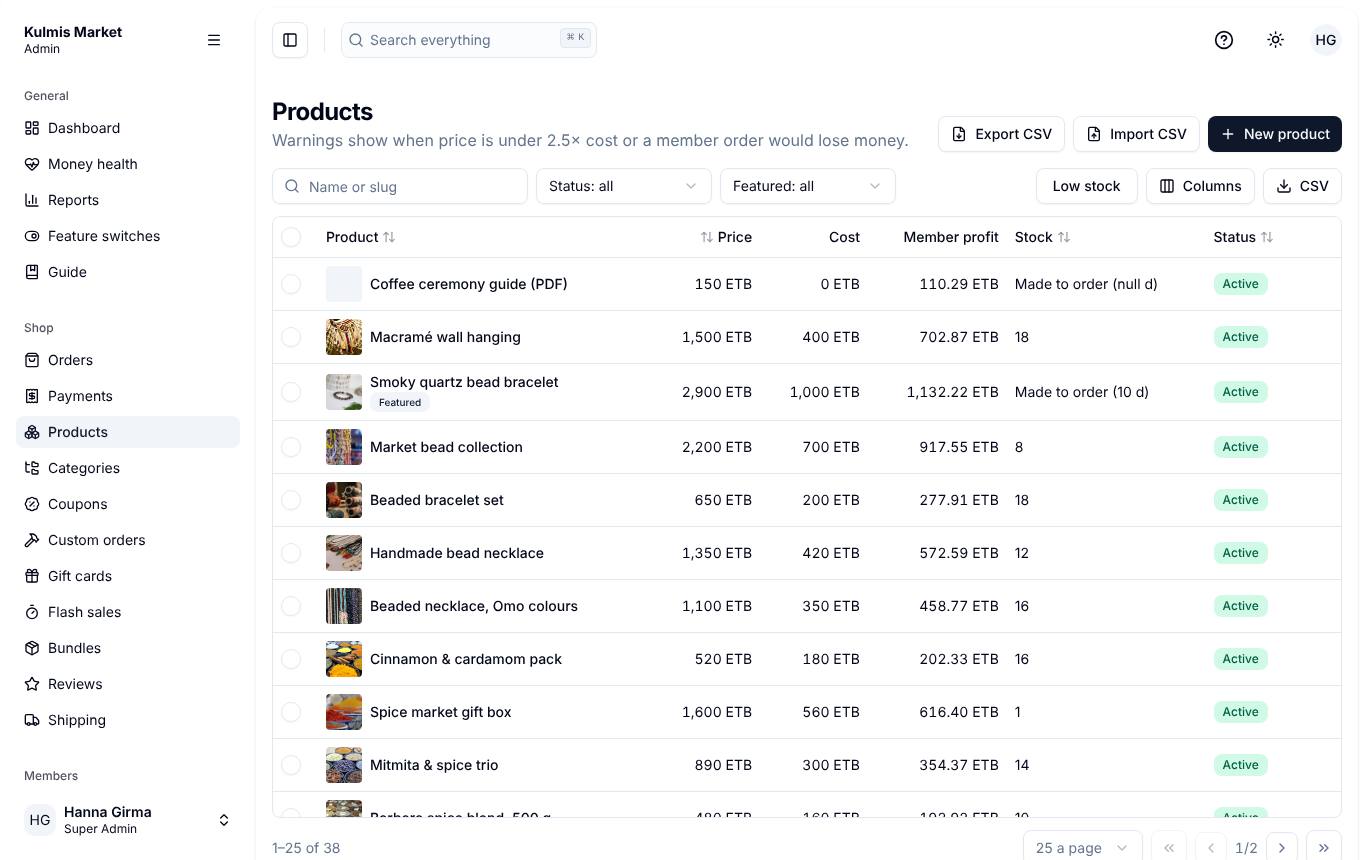 Kulmis Market
Admin
General
Dashboard
Money health
Reports
Feature switches
Guide
Shop
Orders
Payments
Products
Categories
Coupons
Custom orders
Gift cards
Flash sales
Bundles
Reviews
Shipping
Members
HG Hanna Girma
Super Admin
Search everything ⌘ K
HG
Products
Warnings show when price is under 2.5× cost or a member order would lose money.
Export CSV Import CSV New product
Name or slug Status: all Featured: all Low stock Columns CSV
Product Price Cost Member profit Stock Status
Coffee ceremony guide (PDF) 150 ETB 0 ETB 110.29 ETB Made to order (null d) Active
Macramé wall hanging 1,500 ETB 400 ETB 702.87 ETB 18 Active
Smoky quartz bead bracelet 2,900 ETB 1,000 ETB 1,132.22 ETB Made to order (10 d) Active
Featured
Market bead collection 2,200 ETB 700 ETB 917.55 ETB 8 Active
Beaded bracelet set 650 ETB 200 ETB 277.91 ETB 18 Active
Handmade bead necklace 1,350 ETB 420 ETB 572.59 ETB 12 Active
Beaded necklace, Omo colours 1,100 ETB 350 ETB 458.77 ETB 16 Active
Cinnamon & cardamom pack 520 ETB 180 ETB 202.33 ETB 16 Active
Spice market gift box 1,600 ETB 560 ETB 616.40 ETB 1 Active
Mitmita & spice trio 890 ETB 300 ETB 354.37 ETB 14 Active
Berbere spice blend, 500 g 480 ETB 160 ETB Active
1–25 of 38 25 a page 1/2